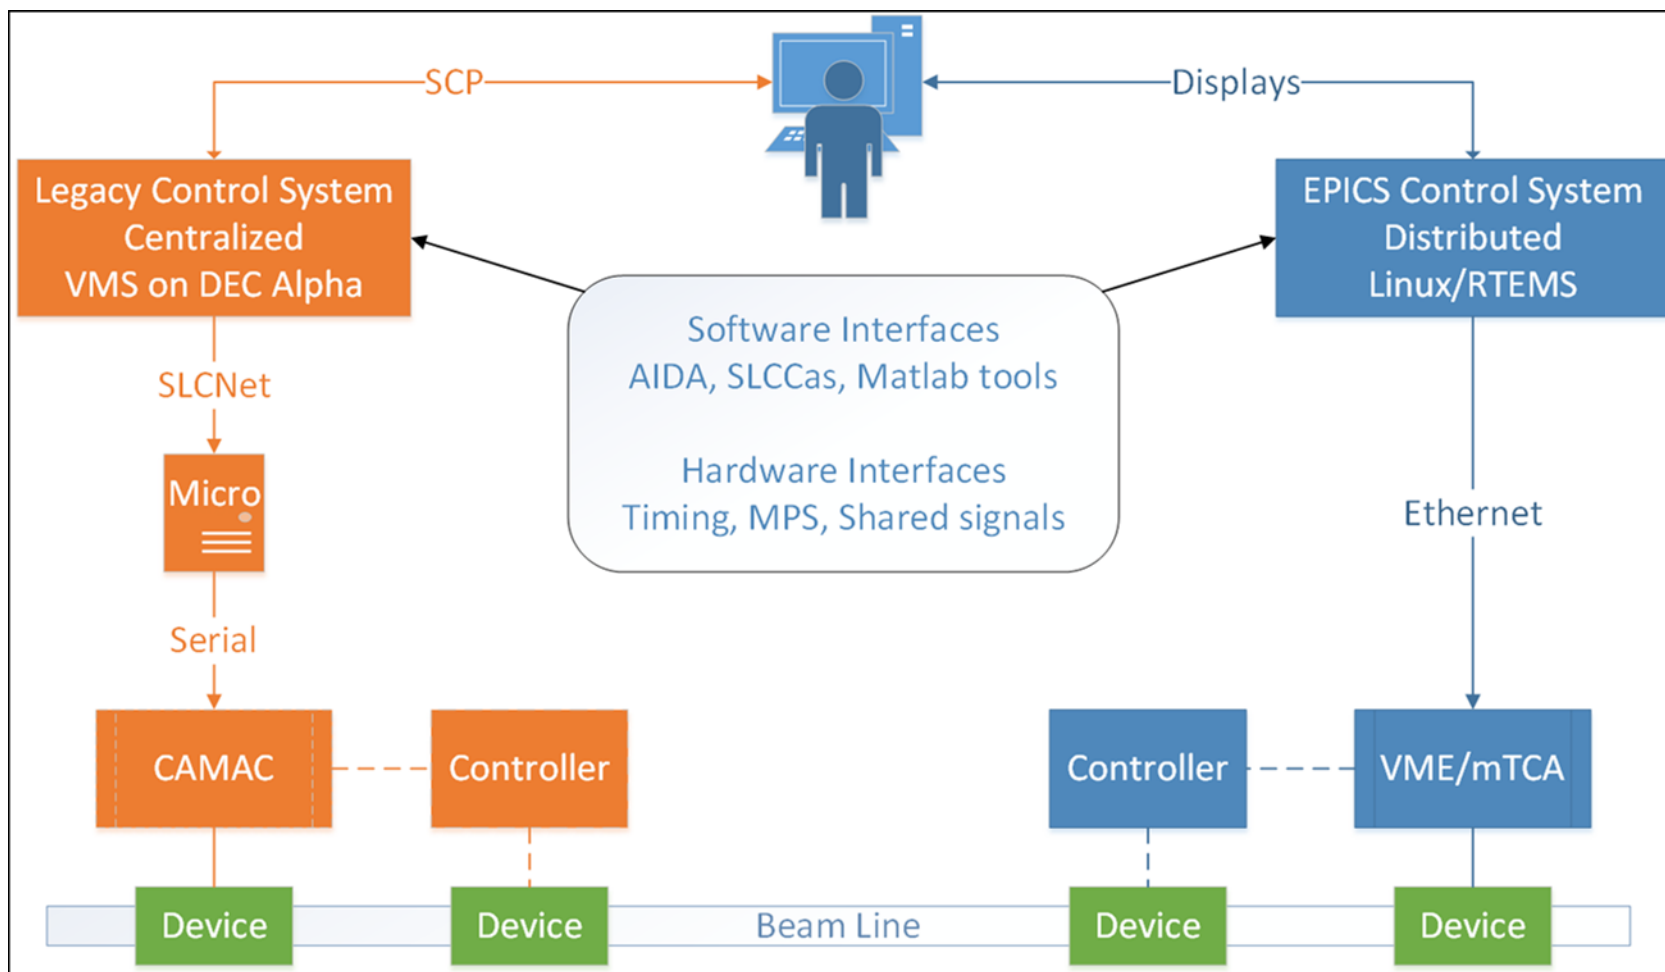 SCP
Displays
Legacy Control System
Centralized
VMS on DEC Alpha
EPICS Control System
Distributed
Linux/RTEMS
Software Interfaces
AIDA, SLCCas, Matlab tools
Hardware Interfaces
Timing, MPS, Shared signals
SLCNet
Micro
Serial
Ethernet
CAMAC
Controller
Controller
VME/mTCA
Device
Device
Beam Line
Device
Device